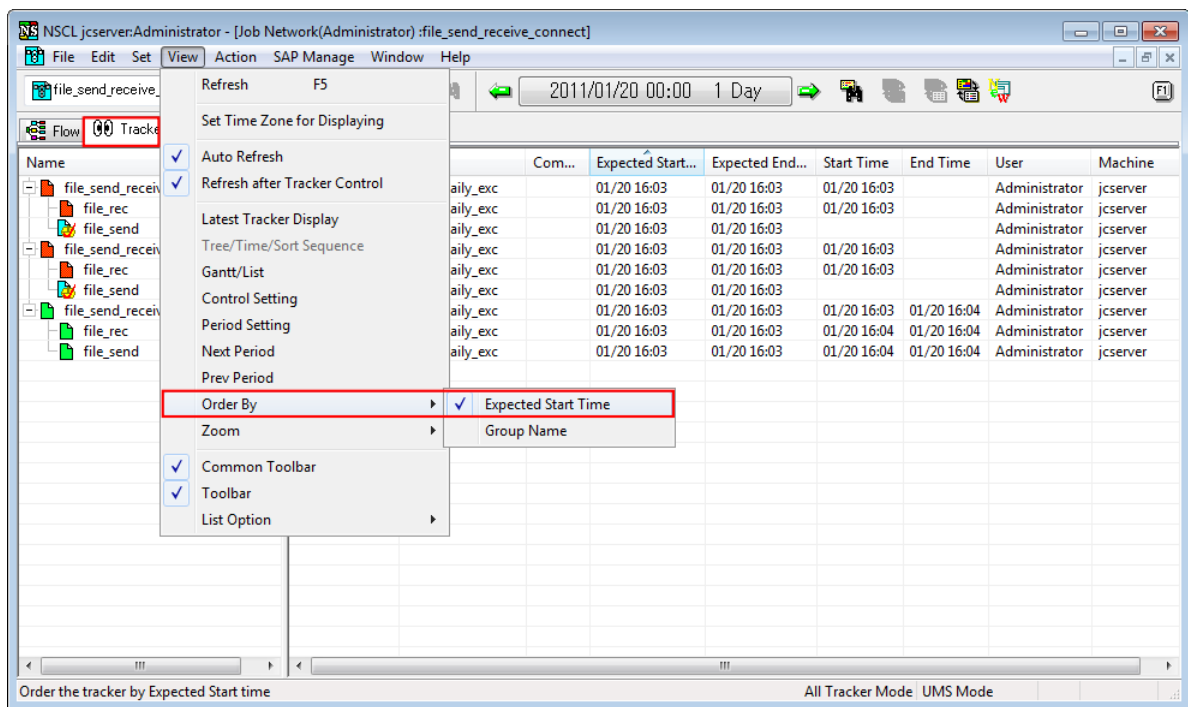 NSCL jcserver:Administrator - [Job Network(Administrator) :file_send_receive_connect]
File Edit Set View Action SAP Manage Window Help
file_send_receive_ 2011/01/20 00:00 1 Day F1
Flow Tracke
Refresh F5
Set Time Zone for Displaying
Auto Refresh
Refresh after Tracker Control
Latest Tracker Display
Tree/Time/Sort Sequence
Gantt/List
Control Setting
Period Setting
Next Period
Prev Period
Order By
Zoom
Common Toolbar
Toolbar
List Option
Expected Start Time
Group Name
Name Com... Expected Start... Expected End... Start Time End Time User Machine
file_send_receiv aily_exc 01/20 16:03 01/20 16:03 01/20 16:03 Administrator jcserver
file_rec aily_exc 01/20 16:03 01/20 16:03 01/20 16:03 Administrator jcserver
file_send aily_exc 01/20 16:03 01/20 16:03 Administrator jcserver
file_send_receiv aily_exc 01/20 16:03 01/20 16:03 01/20 16:03 Administrator jcserver
file_rec aily_exc 01/20 16:03 01/20 16:03 01/20 16:03 Administrator jcserver
file_send aily_exc 01/20 16:03 01/20 16:03 Administrator jcserver
file_send_receiv aily_exc 01/20 16:03 01/20 16:03 01/20 16:03 01/20 16:04 Administrator jcserver
file_rec aily_exc 01/20 16:03 01/20 16:03 01/20 16:04 01/20 16:04 Administrator jcserver
file_send aily_exc 01/20 16:03 01/20 16:03 01/20 16:04 01/20 16:04 Administrator jcserver
Order the tracker by Expected Start time All Tracker Mode UMS Mode